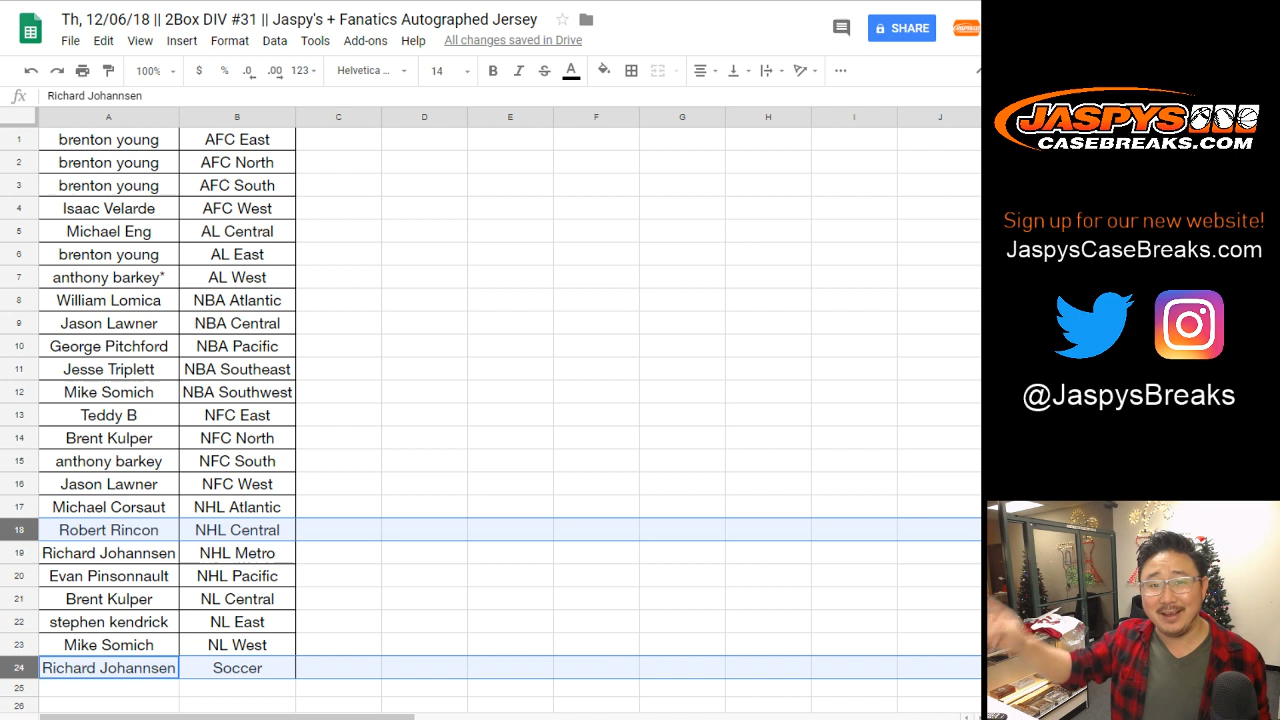 Th, 12/06/18 || 2Box DIV #31 || Jaspy's + Fanatics Autographed Jersey
File Edit View Insert Format Data Tools Add-ons Help All changes saved in Drive
SHARE
100% $ % .0 .00 123 Helvetica ... 14 B I S A
fx Richard Johannsen
A B C D E F G H I J
1 brenton young AFC East
2 brenton young AFC North
3 brenton young AFC South
4 Isaac Velarde AFC West
5 Michael Eng AL Central
6 brenton young AL East
7 anthony barkey* AL West
8 William Lomica NBA Atlantic
9 Jason Lawner NBA Central
10 George Pitchford NBA Pacific
11 Jesse Triplett NBA Southeast
12 Mike Somich NBA Southwest
13 Teddy B NFC East
14 Brent Kulper NFC North
15 anthony barkey NFC South
16 Jason Lawner NFC West
17 Michael Corsaut NHL Atlantic
18 Robert Rincon NHL Central
19 Richard Johannsen NHL Metro
20 Evan Pinsonnault NHL Pacific
21 Brent Kulper NL Central
22 stephen kendrick NL East
23 Mike Somich NL West
24 Richard Johannsen Soccer
25
26
JASPYS
CASEBREAKS.COM
Sign up for our new website!
JaspysCaseBreaks.com
@JaspysBreaks